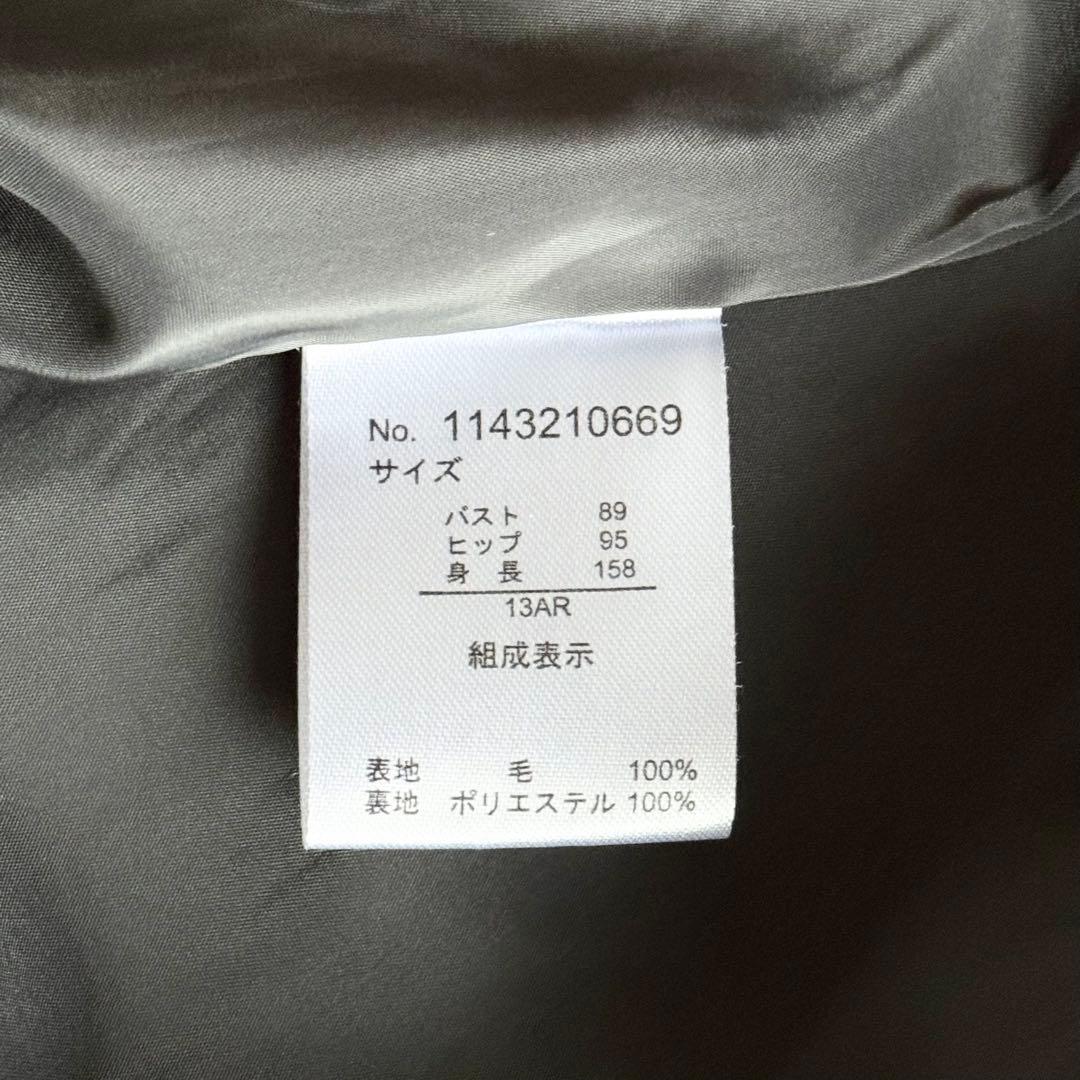 No. 1143210669
サイズ
バスト 89
ヒップ 95
身 長 158
13AR
組成表示
表地 毛 100%
裏地 ポリエステル 100%